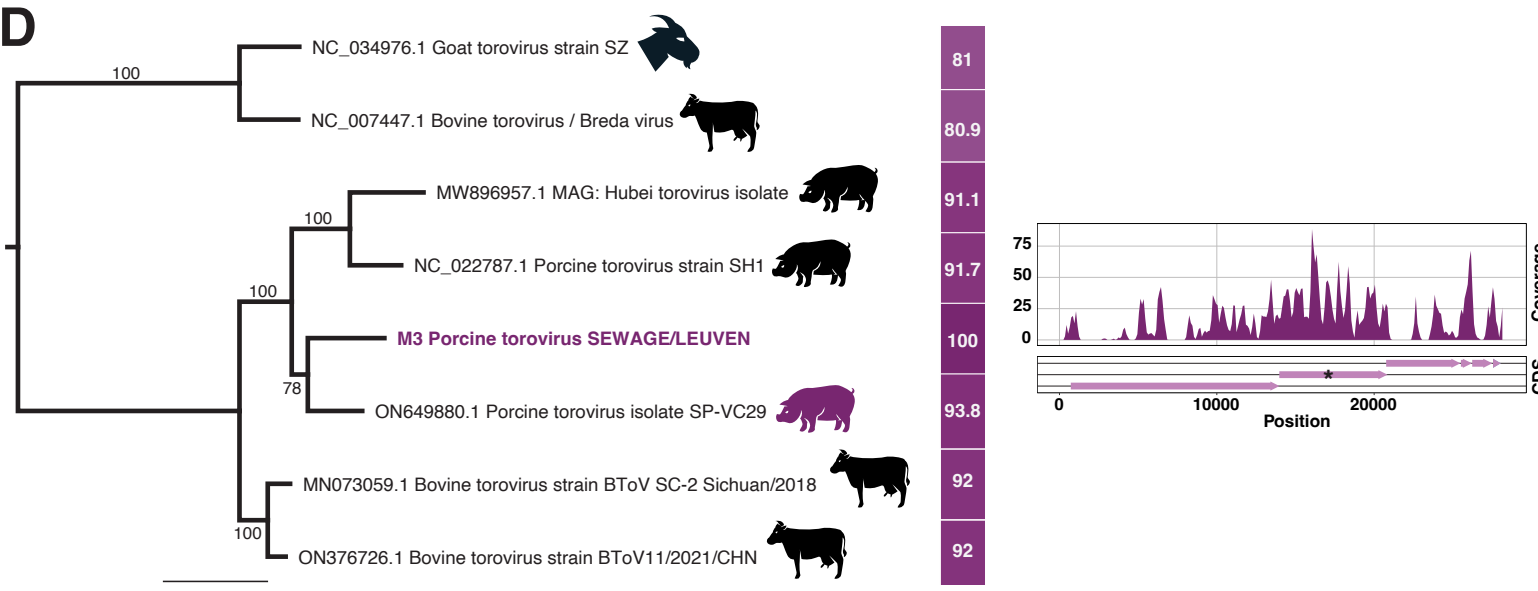 D
NC_034976.1 Goat torovirus strain SZ
81
100
NC_007447.1 Bovine torovirus / Breda virus
80.9
MW896957.1 MAG: Hubei torovirus isolate
91.1
100
NC_022787.1 Porcine torovirus strain SH1
91.7
100
M3 Porcine torovirus SEWAGE/LEUVEN
100
78
ON649880.1 Porcine torovirus isolate SP-VC29
93.8
MN073059.1 Bovine torovirus strain BToV SC-2 Sichuan/2018
92
100
ON376726.1 Bovine torovirus strain BToV11/2021/CHN
92
75
50
25
0
Coverage
*
CDS
0
10000
20000
Position